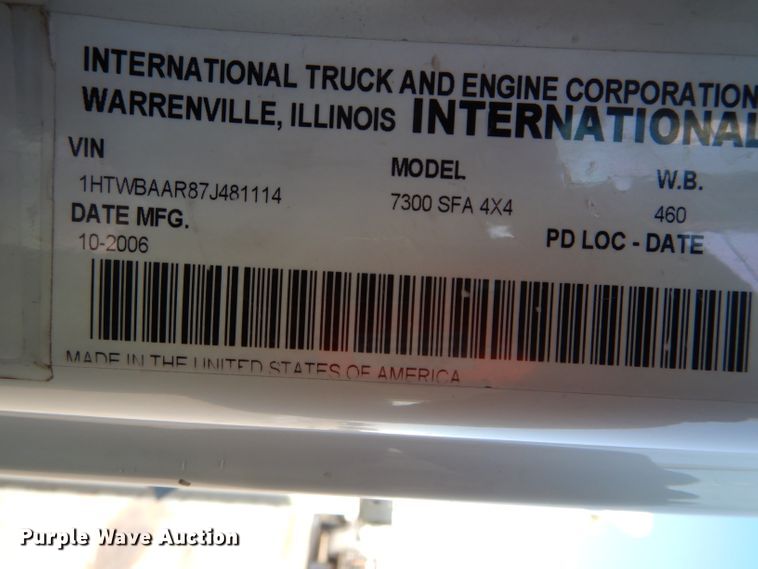 INTERNATIONAL TRUCK AND ENGINE CORPORATION
WARRENVILLE, ILLINOIS INTERNATIONAL
VIN MODEL W.B.
1HTWBAAR87J481114 7300 SFA 4X4 460
DATE MFG. PD LOC - DATE
10-2006
MADE IN THE UNITED STATES OF AMERICA
Purple Wave Auction